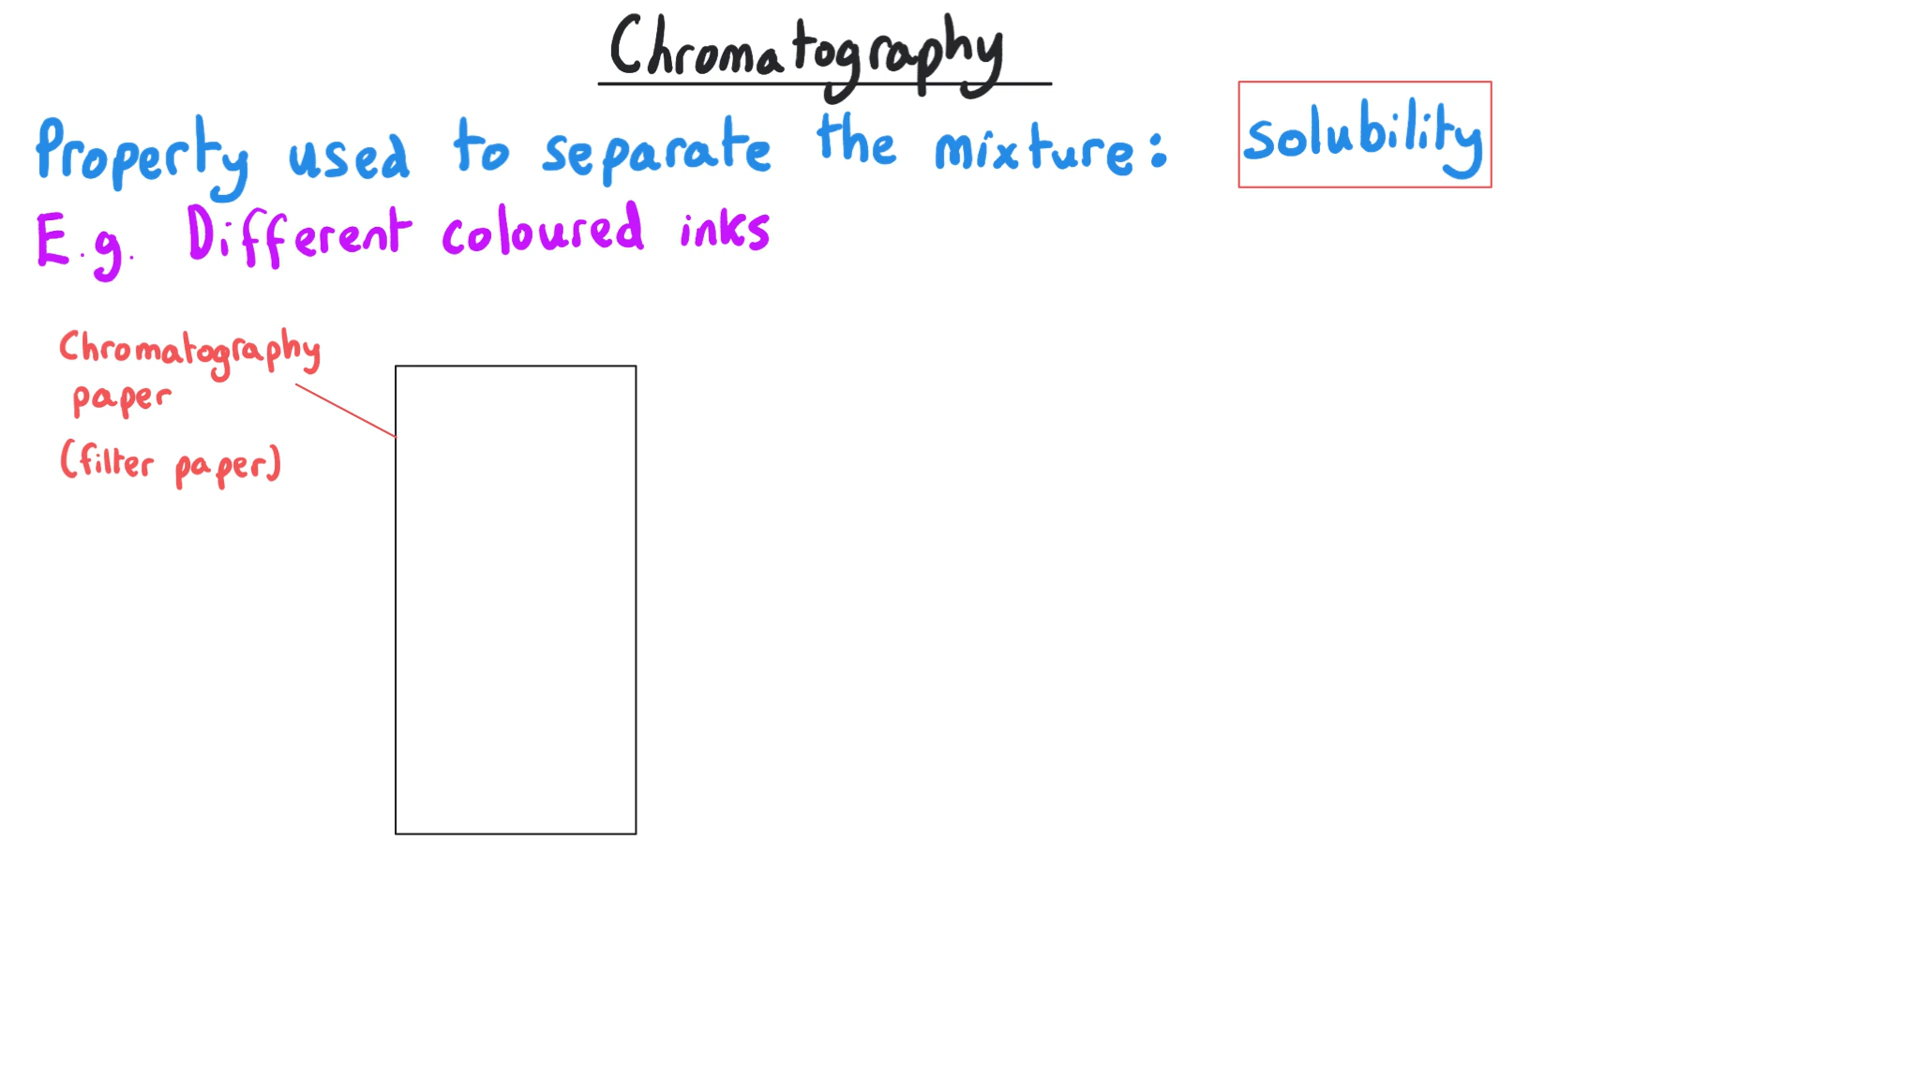 Chromatography
Property used to separate the mixture: solubility
E.g. Different coloured inks
Chromatography
paper
(filter paper)